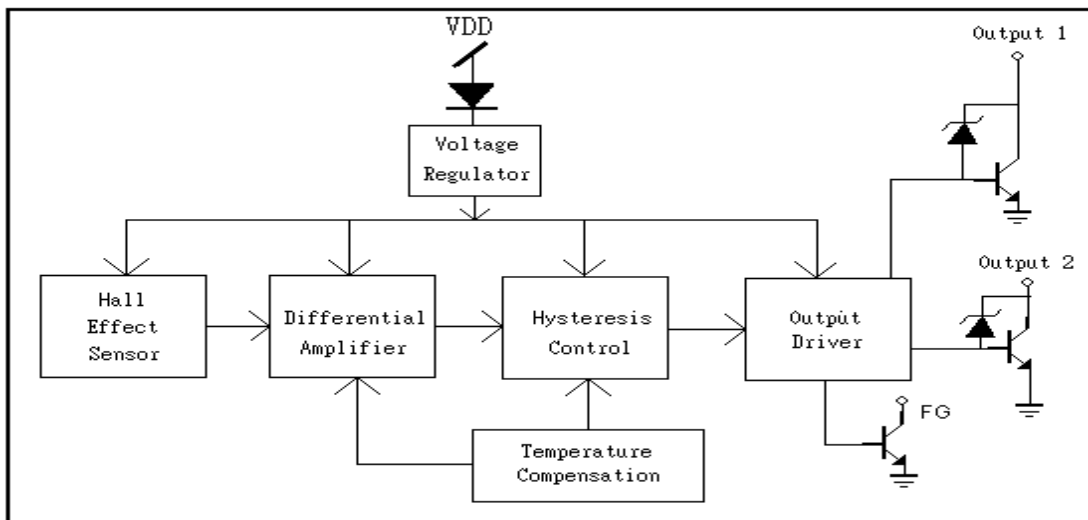 VDD
Output 1
Voltage
Regulator
Hall
Effect
Sensor
Differential
Amplifier
Hysteresis
Control
Output
Driver
Output 2
FG
Temperature
Compensation